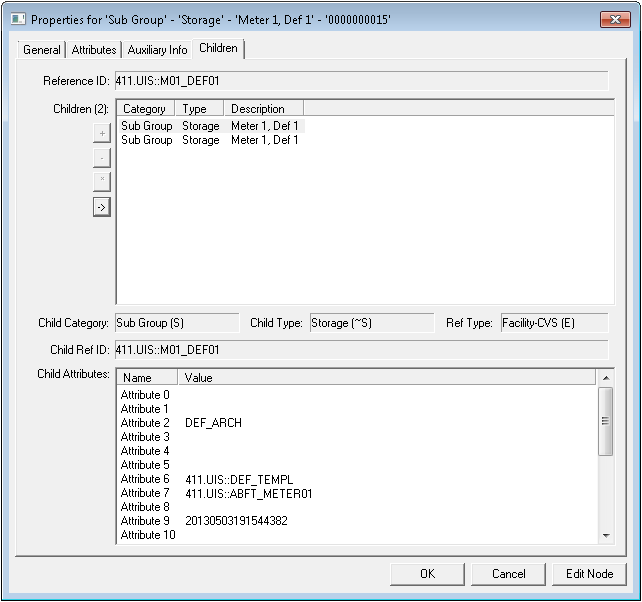 Properties for 'Sub Group' - 'Storage' - 'Meter 1, Def 1' - '0000000015'
General Attributes Auxiliary Info Children
Reference ID: 411.UIS::M01_DEF01
Children (2):
Category Type Description
Sub Group Storage Meter 1, Def 1
Sub Group Storage Meter 1, Def 1
+
-
*
->
Child Category: Sub Group (S) Child Type: Storage (~S) Ref Type: Facility-CVS (E)
Child Ref ID: 411.UIS::M01_DEF01
Child Attributes:
Name Value
Attribute 0
Attribute 1
Attribute 2 DEF_ARCH
Attribute 3
Attribute 4
Attribute 5
Attribute 6 411.UIS::DEF_TEMPL
Attribute 7 411.UIS::ABFT_METER01
Attribute 8
Attribute 9 20130503191544382
Attribute 10
OK Cancel Edit Node